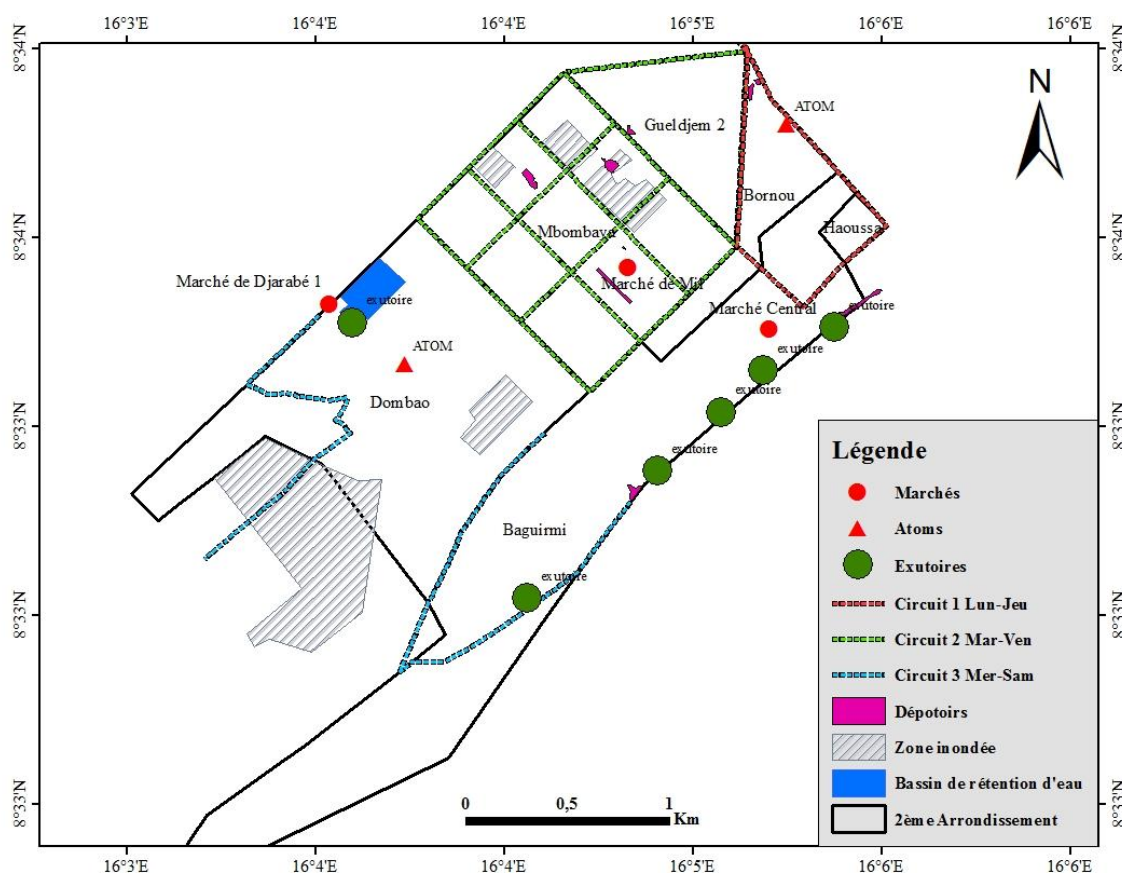 16°3'E 16°4'E 16°4'E 16°5'E 16°6'E 16°6'E
8°34'N 8°34'N
N
ATOM
Gueldjem 2
Bornou
Haoussa
8°34'N 8°34'N
Mbombaya
Marché de Djarabé 1
Marché de Mil
exutoire
Marché Central
exutoire
ATOM
exutoire
exutoire
Dombao
8°33'N 8°33'N
exutoire
Baguirmi
exutoire
8°33'N 8°33'N
8°33'N 8°33'N
0 0,5 1
Km
Légende
Marchés
Atoms
Exutoires
Circuit 1 Lun-Jeu
Circuit 2 Mar-Ven
Circuit 3 Mer-Sam
Dépotoirs
Zone inondée
Bassin de rétention d'eau
2ème Arrondissement
16°3'E 16°4'E 16°4'E 16°5'E 16°6'E 16°6'E